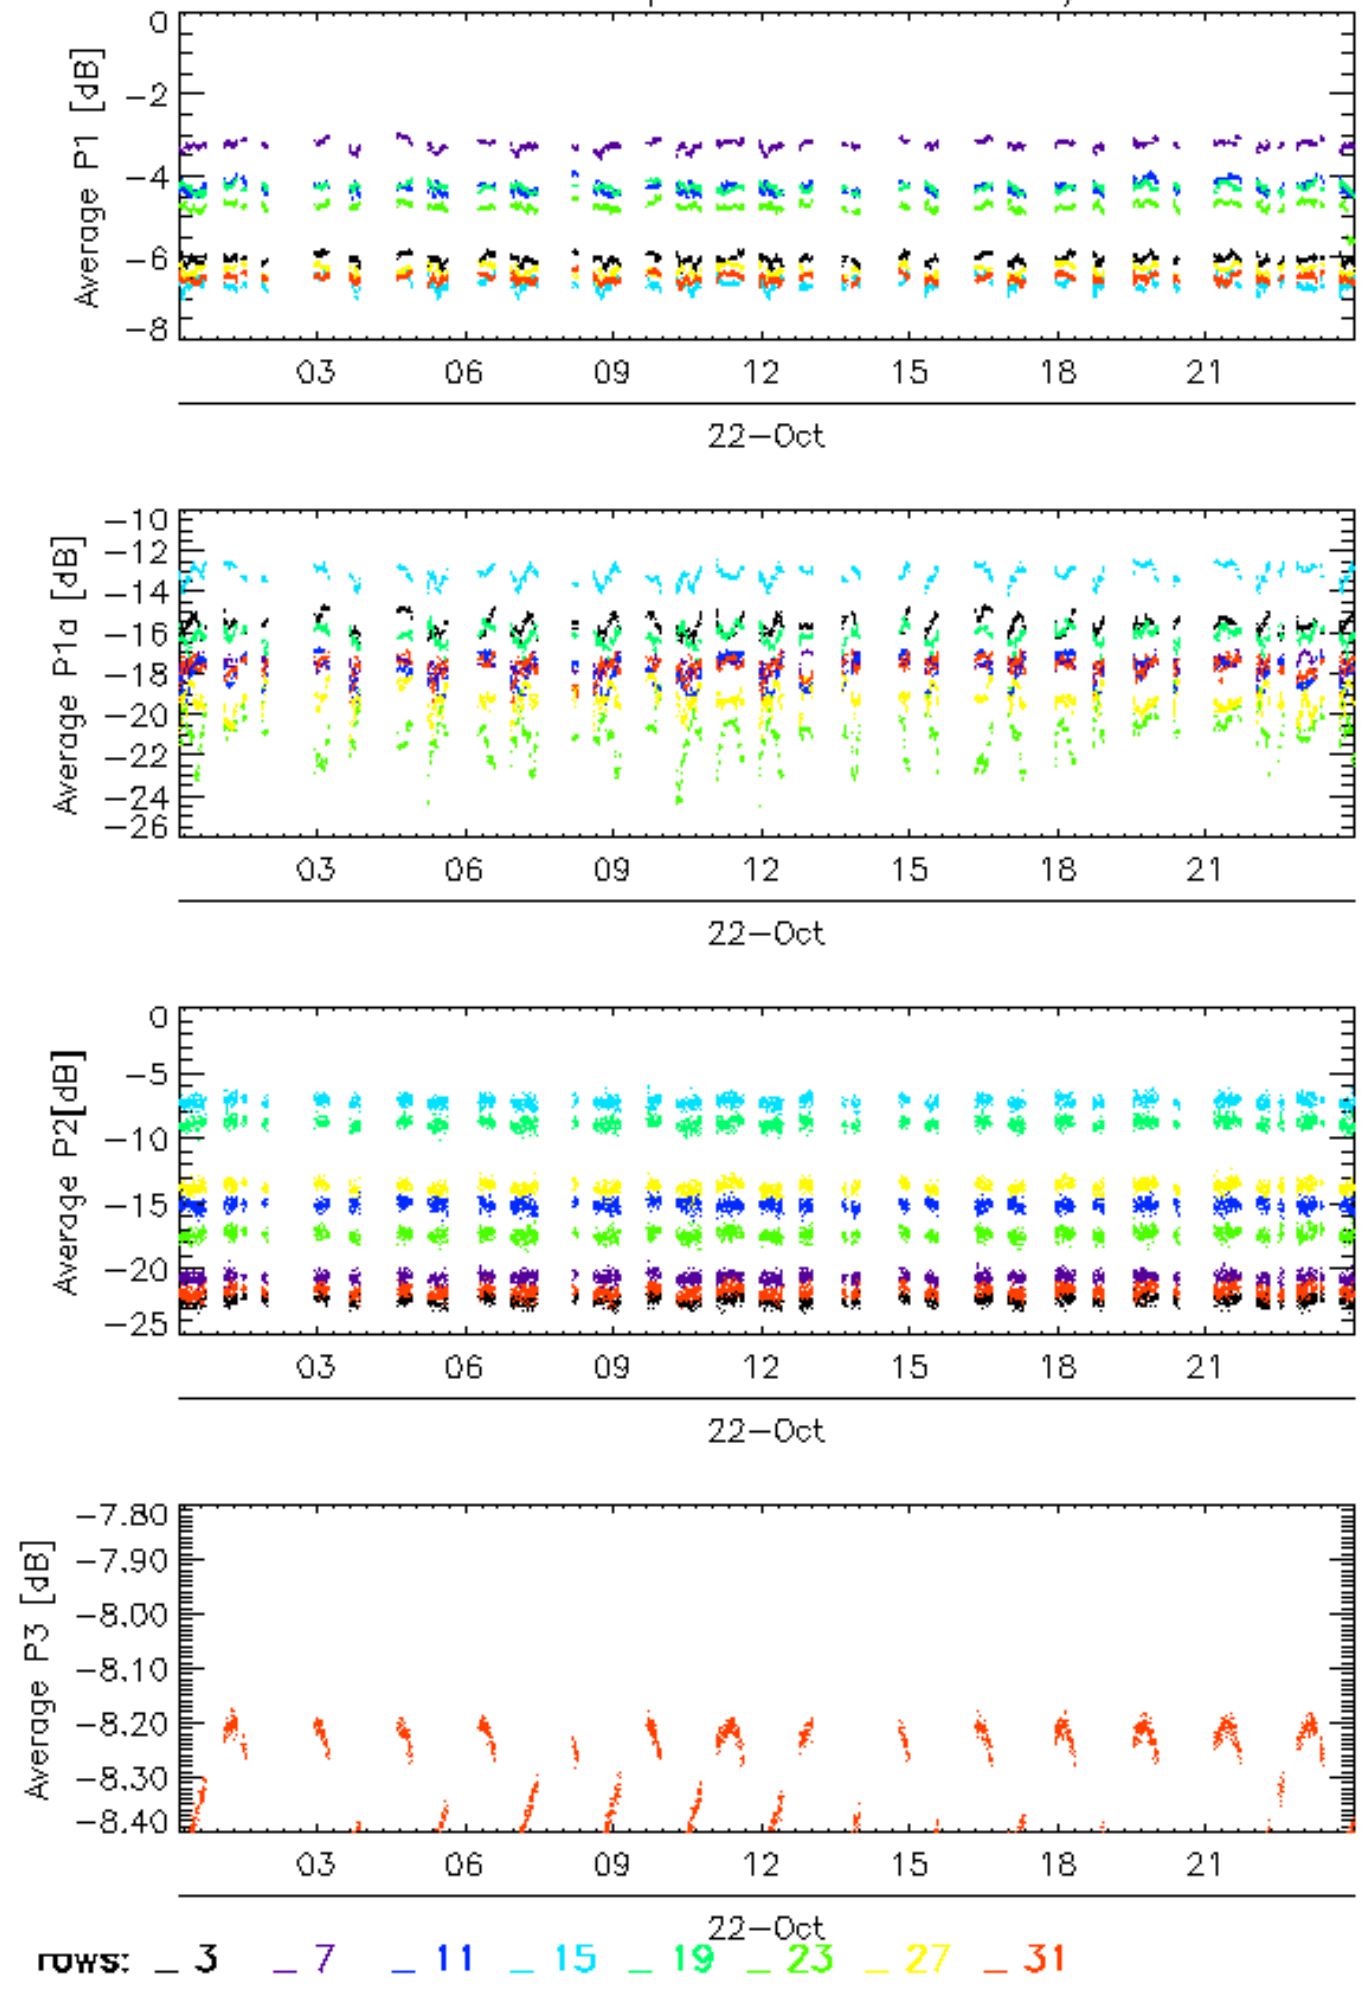 Average P1 [dB]
0
-2
-4
-6
-8
03 06 09 12 15 18 21
22-Oct
Average P1a [dB]
-10
-12
-14
-16
-18
-20
-22
-24
-26
03 06 09 12 15 18 21
22-Oct
Average P2[dB]
0
-5
-10
-15
-20
-25
03 06 09 12 15 18 21
22-Oct
Average P3 [dB]
-7.80
-7.90
-8.00
-8.10
-8.20
-8.30
-8.40
03 06 09 12 15 18 21
22-Oct
rows: _ 3 _ 7 _ 11 _ 15 _ 19 _ 23 _ 27 _ 31